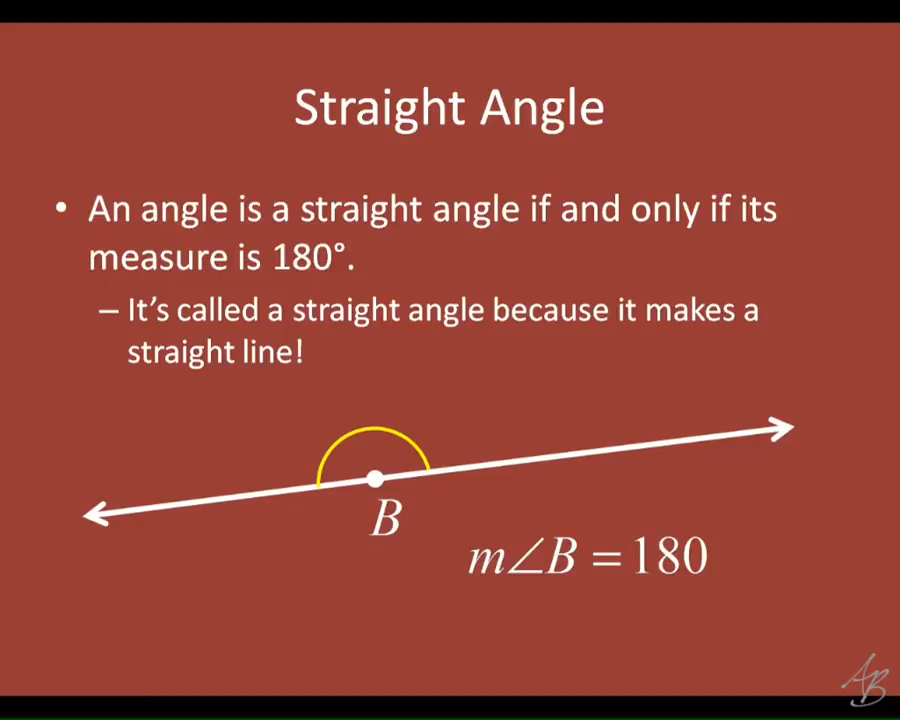 Straight Angle
• An angle is a straight angle if and only if its
measure is 180°.
– It's called a straight angle because it makes a
straight line!
B
m∠B = 180
AB